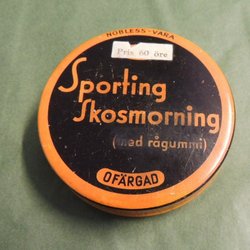 NOBLESS-VARA
Pris 60 öre
Sporting
Skosmorning
(med rågummi)
OFÄRGAD